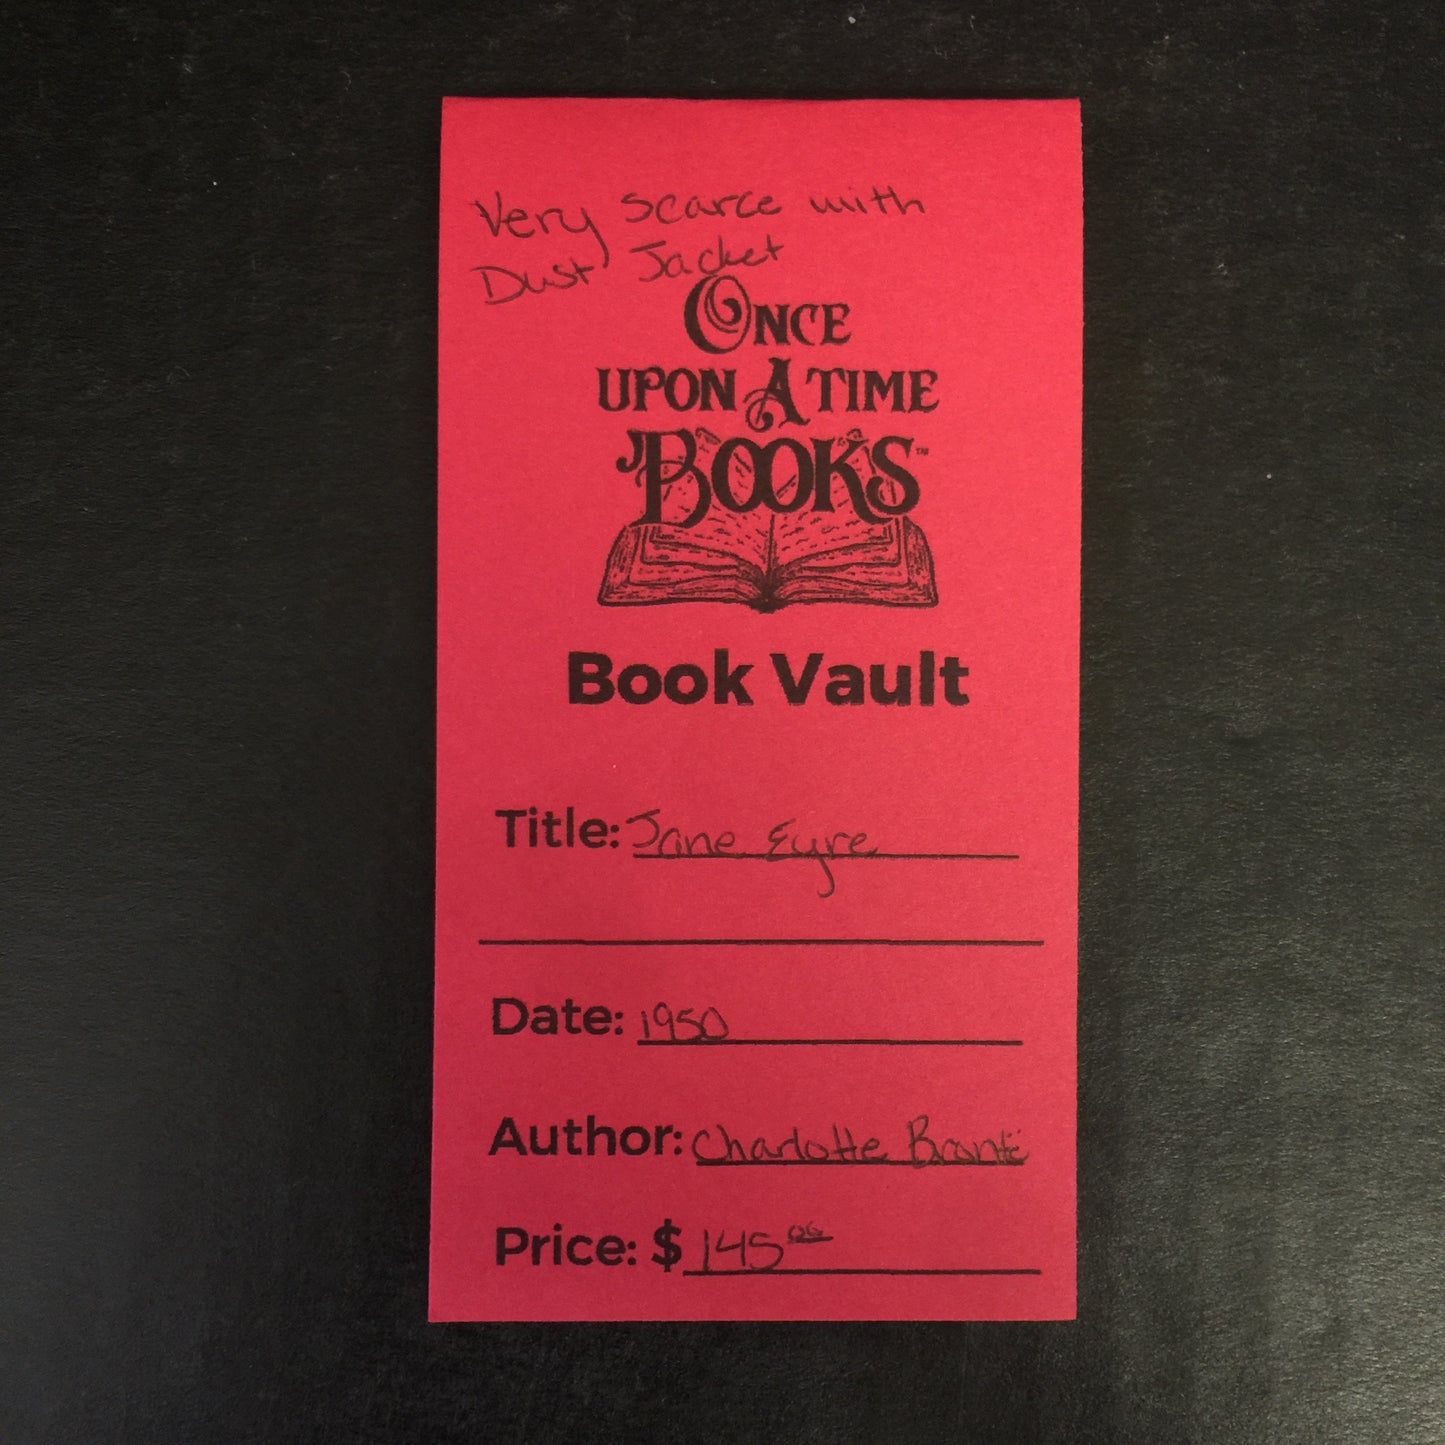 Very scarce with
Dust Jacket
ONCE
UPON A TIME
BOOKS™
Book Vault
Title: Jane Eyre
Date: 1950
Author: Charlotte Brontë
Price: $ 145 00